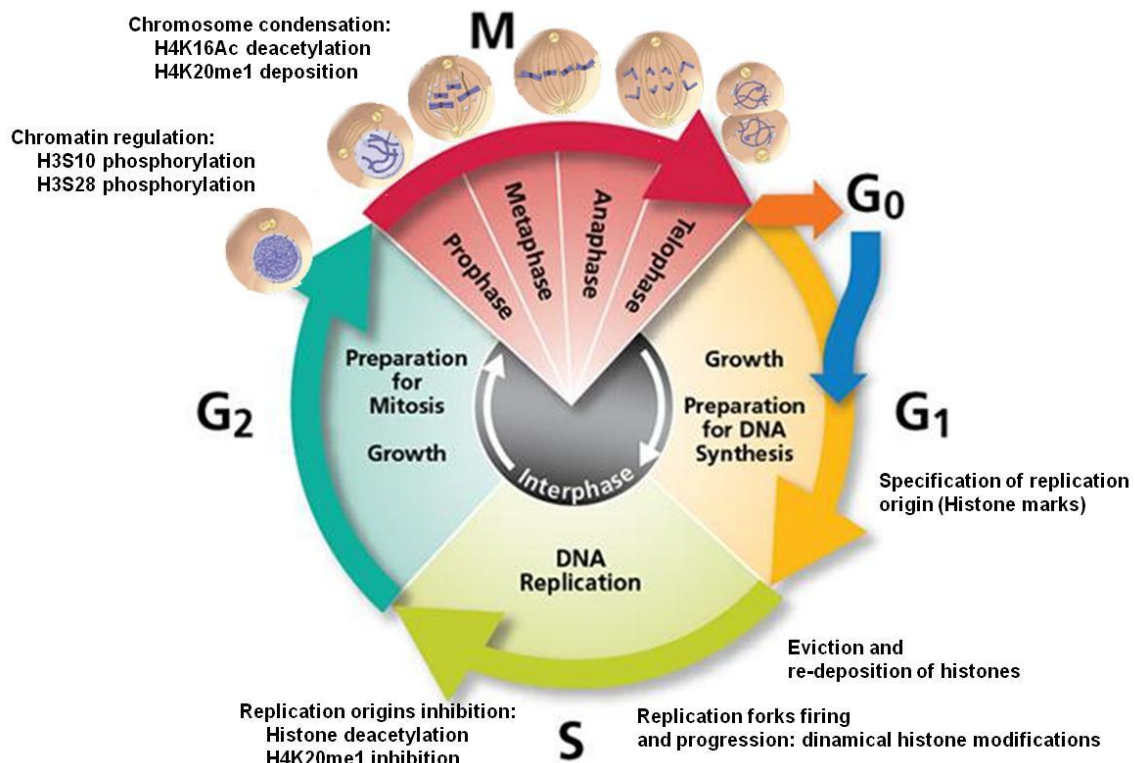 Chromosome condensation:
H4K16Ac deacetylation
H4K20me1 deposition
M
Chromatin regulation:
H3S10 phosphorylation
H3S28 phosphorylation
G0
Prophase
Metaphase
Anaphase
Telophase
Preparation
for
Mitosis
Growth
G2
Growth
Preparation
for DNA
Synthesis
G1
Interphase
Specification of replication
origin (Histone marks)
DNA
Replication
Eviction and
re-deposition of histones
Replication origins inhibition:
Histone deacetylation
H4K20me1 inhibition
S
Replication forks firing
and progression: dinamical histone modifications